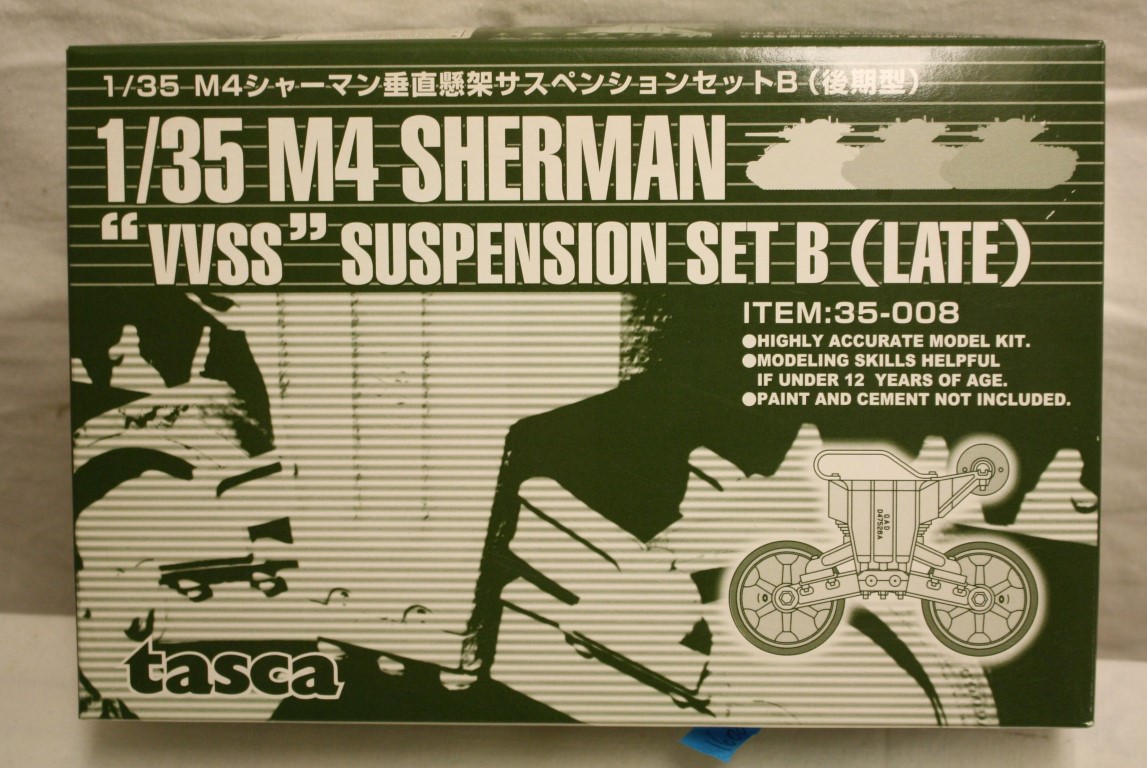 1/35 M4シャーマン垂直懸架サスペンションセットB(後期型)
1/35 M4 SHERMAN
“VVSS” SUSPENSION SET B (LATE)
ITEM:35-008
●HIGHLY ACCURATE MODEL KIT.
●MODELING SKILLS HELPFUL
IF UNDER 12 YEARS OF AGE.
●PAINT AND CEMENT NOT INCLUDED.
OAD
D47528A
tasca